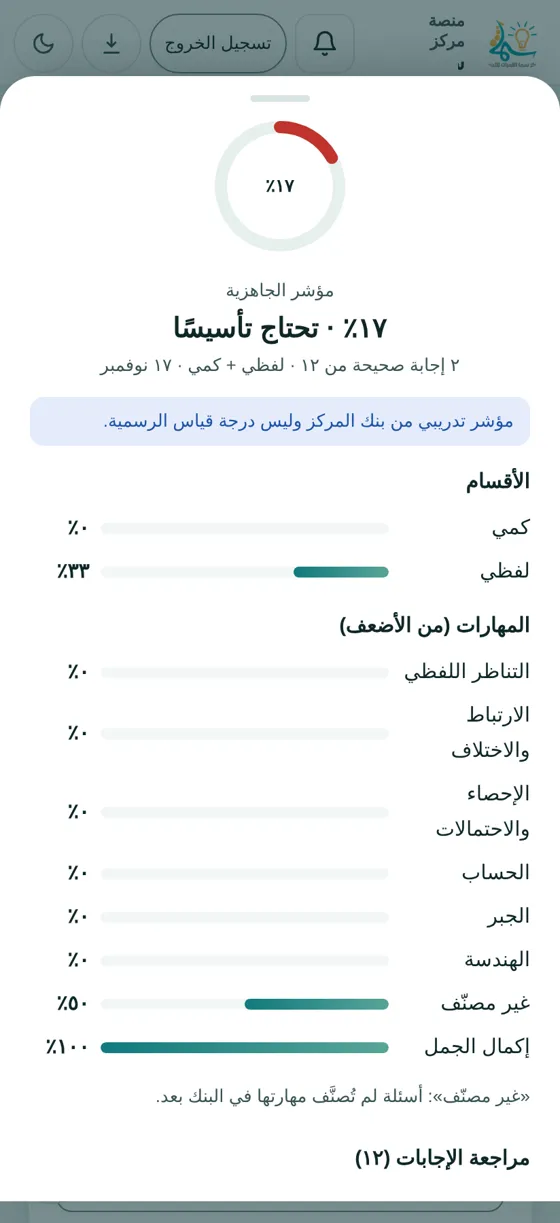 منصة
مركز
تسجيل الخروج
٪١٧
مؤشر الجاهزية
٪١٧ · تحتاج تأسيسًا
٢ إجابة صحيحة من ١٢ · لفظي + كمي · ١٧ نوفمبر
مؤشر تدريبي من بنك المركز وليس درجة قياس الرسمية.
الأقسام
كمي ٪٠
لفظي ٪٣٣
المهارات (من الأضعف)
التناظر اللفظي ٪٠
الارتباط
والاختلاف ٪٠
الإحصاء
والاحتمالات ٪٠
الحساب ٪٠
الجبر ٪٠
الهندسة ٪٠
غير مصنّف ٪٥٠
إكمال الجمل ٪١٠٠
«غير مصنّف»: أسئلة لم تُصنَّف مهارتها في البنك بعد.
مراجعة الإجابات (١٢)